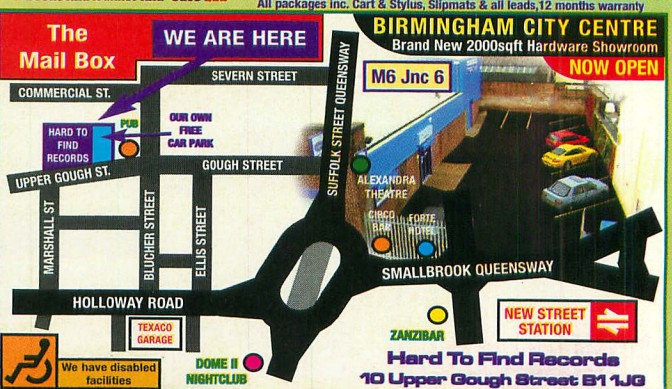 All packages inc. Cart & Stylus, Slipmats & all leads,12 months warranty
BIRMINGHAM CITY CENTRE
Brand New 2000sqft Hardware Showroom
NOW OPEN
The
Mail Box
WE ARE HERE
M6 Jnc 6
SEVERN STREET
COMMERCIAL ST.
SUFFOLK STREET QUEENSWAY
PUB
OUR OWN
FREE
CAR PARK
HARD TO
FIND
RECORDS
GOUGH STREET
UPPER GOUGH ST.
ALEXANDRA
THEATRE
CIRCO
BAR
FORTE
HOTEL
MARSHALL ST
BLUCHER STREET
ELLIS STREET
SMALLBROOK QUEENSWAY
HOLLOWAY ROAD
TEXACO
GARAGE
ZANZIBAR
NEW STREET
STATION
We have disabled
facilities
DOME II
NIGHTCLUB
Hard To Find Records
10 Upper Gough Street B1 1JG